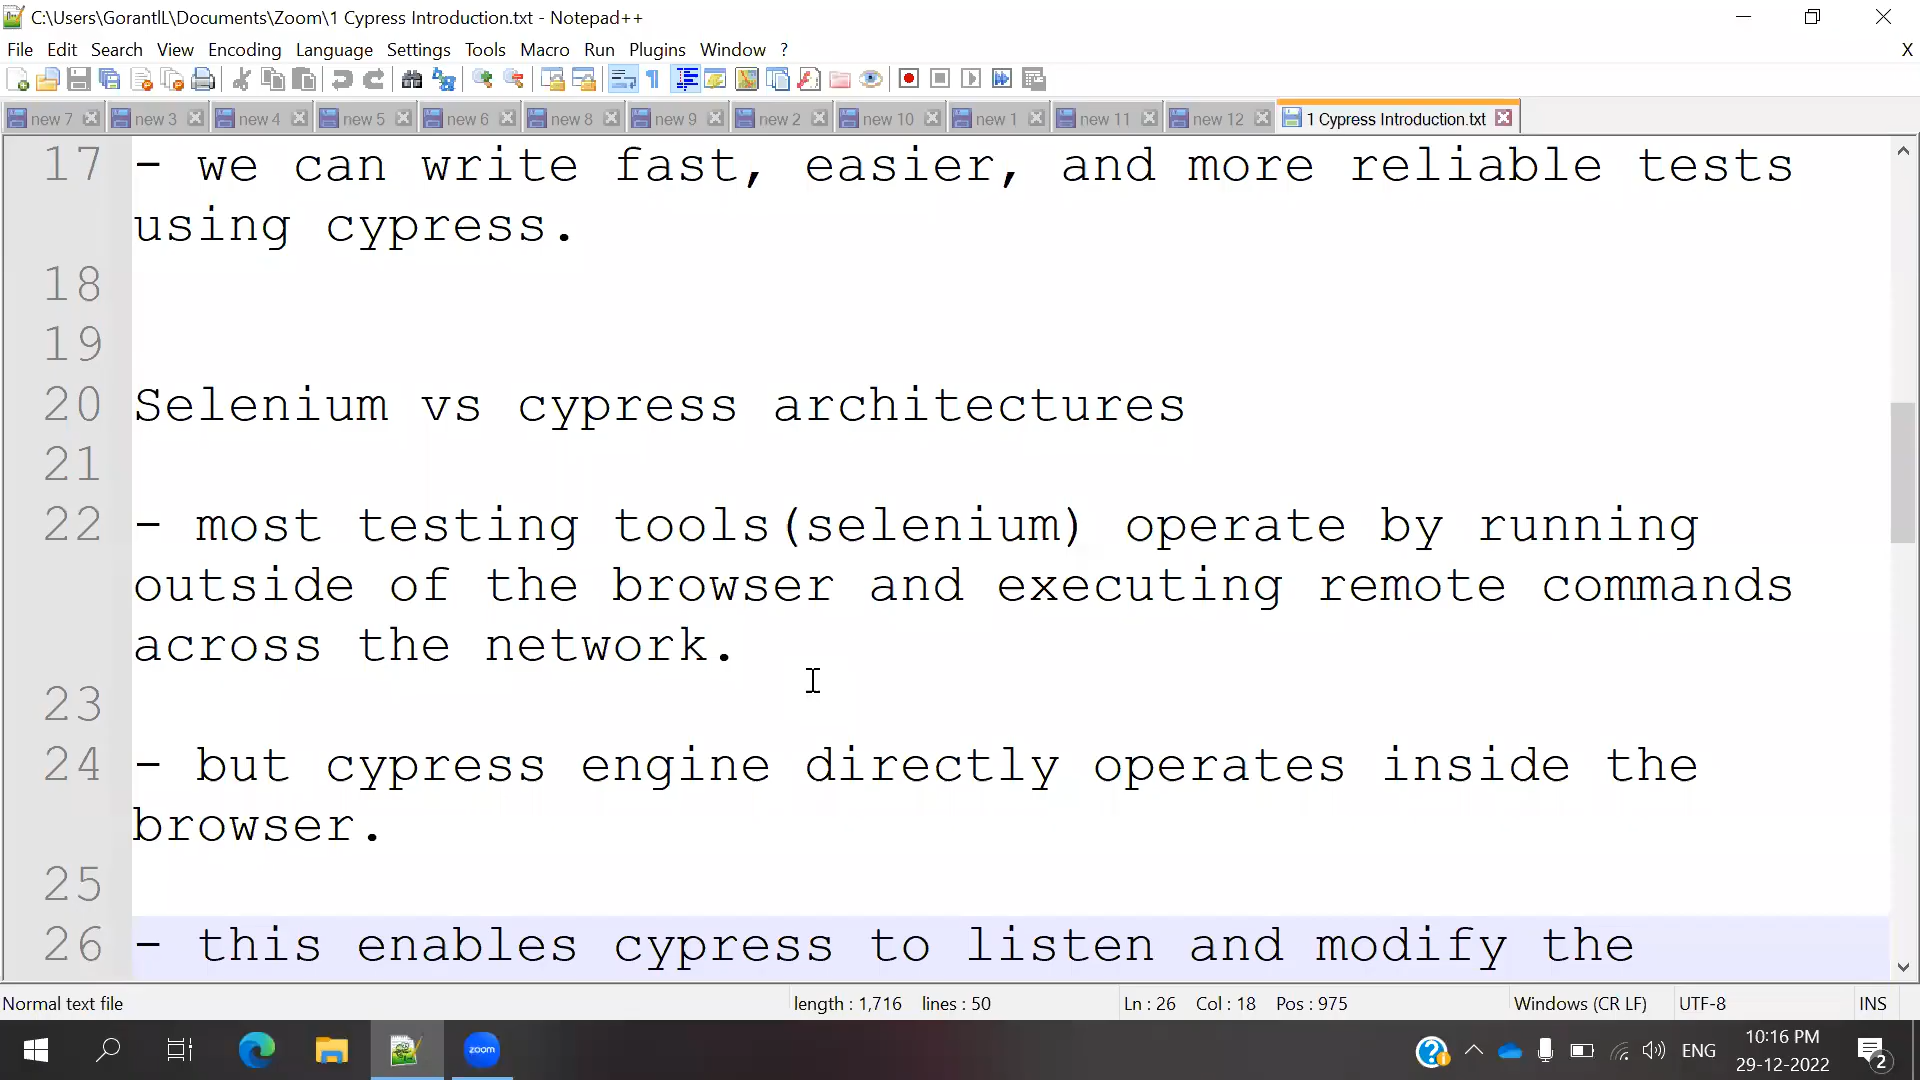 C:\Users\GorantlL\Documents\Zoom\1 Cypress Introduction.txt - Notepad++
File Edit Search View Encoding Language Settings Tools Macro Run Plugins Window ? X
new 7 new 3 new 4 new 5 new 6 new 8 new 9 new 2 new 10 new 1 new 11 new 12 1 Cypress Introduction.txt
17 - we can write fast, easier, and more reliable tests
using cypress.
18
19
20 Selenium vs cypress architectures
21
22 - most testing tools(selenium) operate by running
outside of the browser and executing remote commands
across the network.
23
24 - but cypress engine directly operates inside the
browser.
25
26 - this enables cypress to listen and modify the
Normal text file length : 1,716 lines : 50 Ln : 26 Col : 18 Pos : 975 Windows (CR LF) UTF-8 INS
zoom ENG 10:16 PM
29-12-2022 2